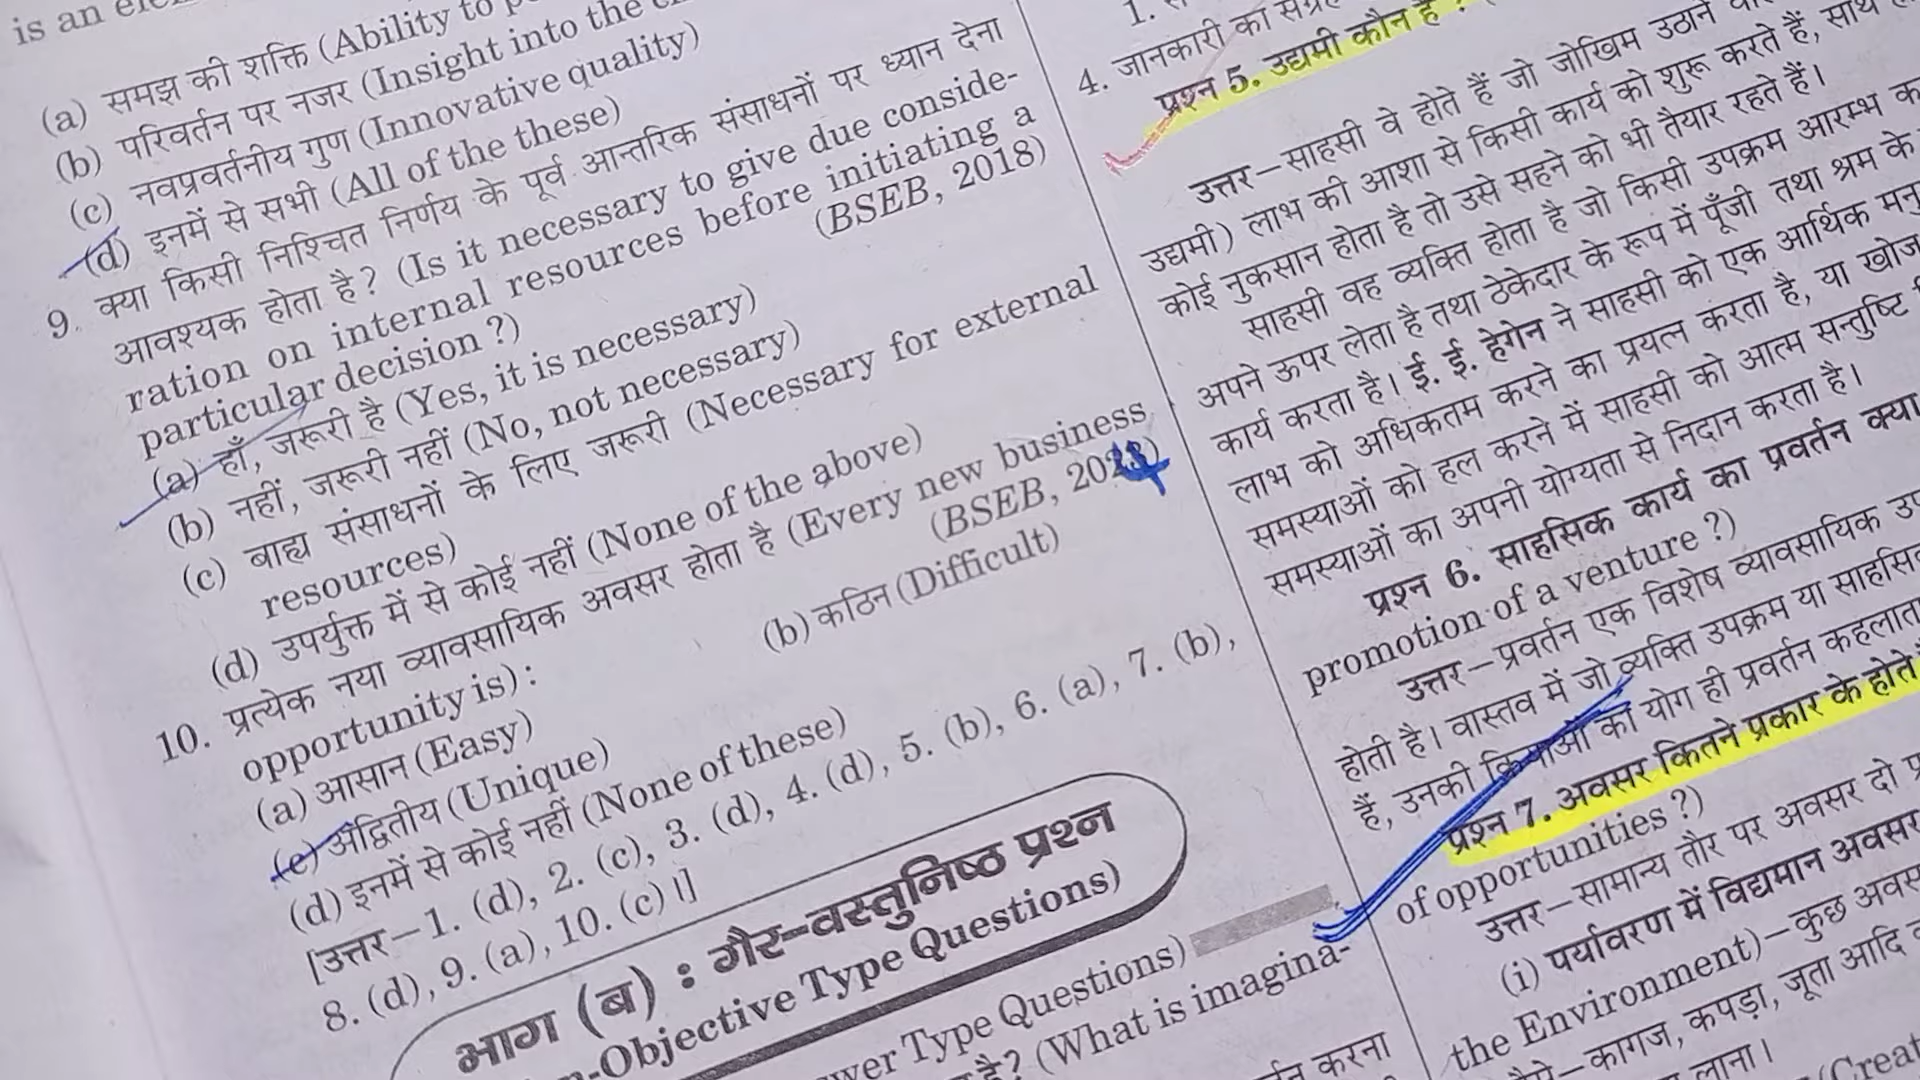 is an
(a) समझ की शक्ति (Ability to
(b) परिवर्तन पर नजर (Insight into the
(c) नवप्रवर्तनीय गुण (Innovative quality)
(d) इनमें से सभी (All of the these)
9. क्या किसी निश्चित निर्णय के पूर्व आन्तरिक संसाधनों पर ध्यान देना
आवश्यक होता है? (Is it necessary to give due conside-
ration on internal resources before initiating a
particular decision ?) (BSEB, 2018)
(a) हाँ, जरूरी है (Yes, it is necessary)
(b) नहीं, जरूरी नहीं (No, not necessary)
(c) बाह्य संसाधनों के लिए जरूरी (Necessary for external
resources)
(d) उपर्युक्त में से कोई नहीं (None of the above)
10. प्रत्येक नया व्यावसायिक अवसर होता है (Every new business
opportunity is) : (BSEB,
(a) आसान (Easy) (b) कठिन (Difficult)
(c) अद्वितीय (Unique)
(d) इनमें से कोई नहीं (None of these)
[उत्तर—1. (d), 2. (c), 3. (d), 4. (d), 5. (b), 6. (a), 7. (b),
8. (d), 9. (a), 10. (c) ।]
भाग (ब) : गैर-वस्तुनिष्ठ प्रश्न
-Objective Type Questions)
Type Questions)
है? (What is imagina-
करना
1.
4. जानकारी का
प्रश्न 5. उद्यमी कौन है ?
उत्तर—साहसी वे होते हैं जो जोखिम उठाने
उद्यमी) लाभ की आशा से किसी कार्य को शुरू करते हैं, साथ
कोई नुकसान होता है तो उसे सहने को भी तैयार रहते हैं।
साहसी वह व्यक्ति होता है जो किसी उपक्रम आरम्भ
अपने ऊपर लेता है तथा ठेकेदार के रूप में पूँजी तथा श्रम के
कार्य करता है। ई. ई. हेगेन ने साहसी को एक आर्थिक
लाभ को अधिकतम करने का प्रयत्न करता है, या खोज
समस्याओं को हल करने में साहसी को आत्म सन्तुष्टि
समस्याओं का अपनी योग्यता से निदान करता है।
प्रश्न 6. साहसिक कार्य का प्रवर्तन क्या
promotion of a venture ?)
उत्तर—प्रवर्तन एक विशेष व्यावसायिक
होती है। वास्तव में जो व्यक्ति उपक्रम या
हैं, उनकी क्रियाओं का योग ही प्रवर्तन
प्रश्न 7. अवसर कितने प्रकार के होते
of opportunities ?)
उत्तर—सामान्य तौर पर अवसर दो
(i) पर्यावरण में विद्यमान अवसर
the Environment)—कुछ
कागज, कपड़ा, जूता आदि
लाना।